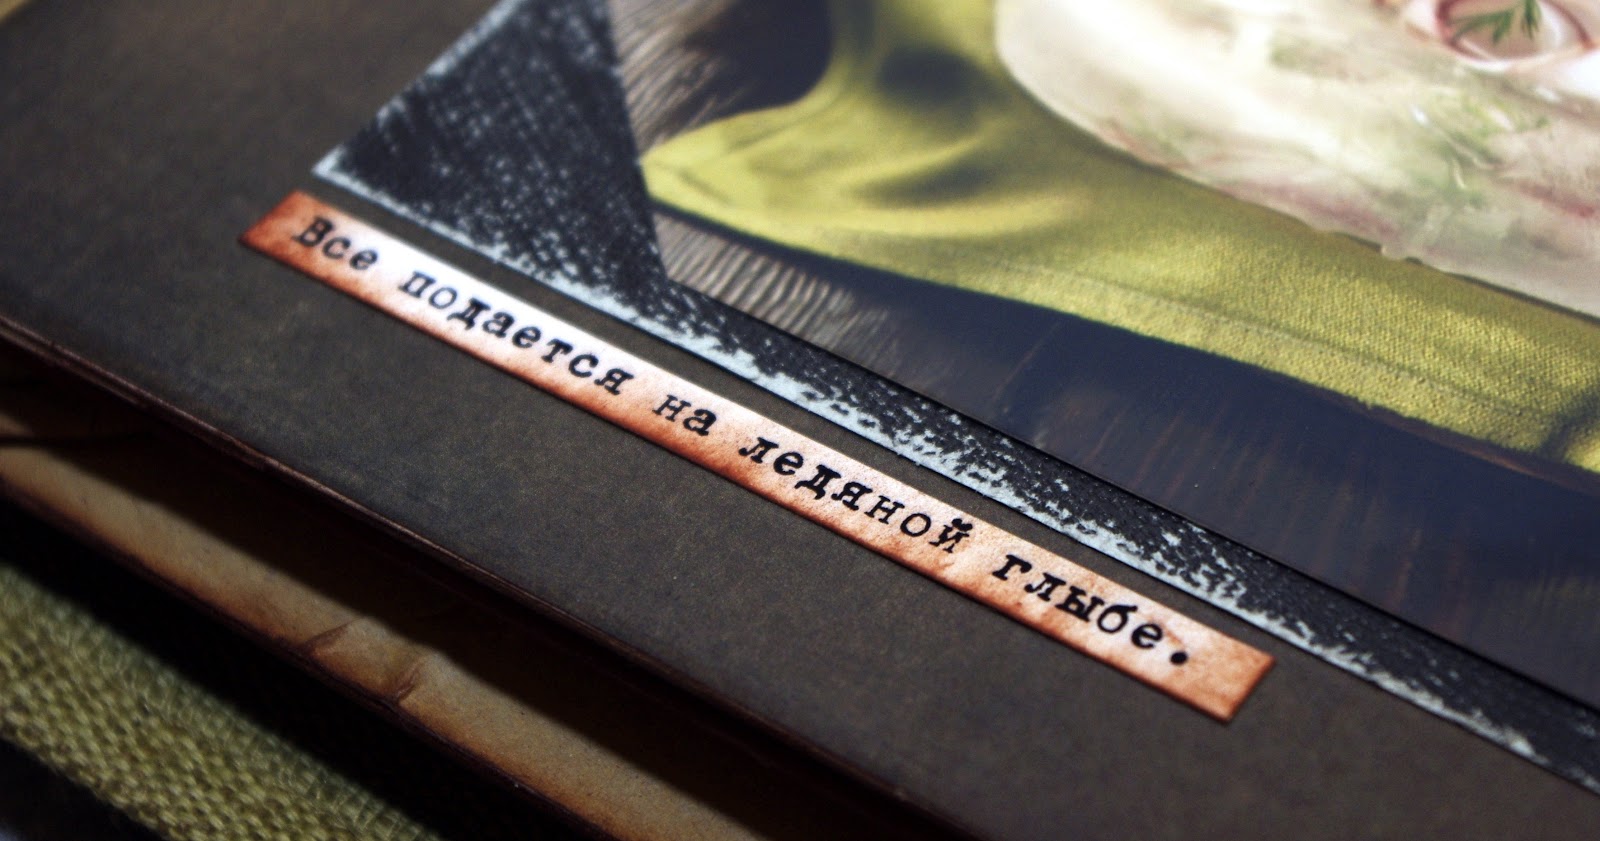 Все подается на ледяной глыбе.